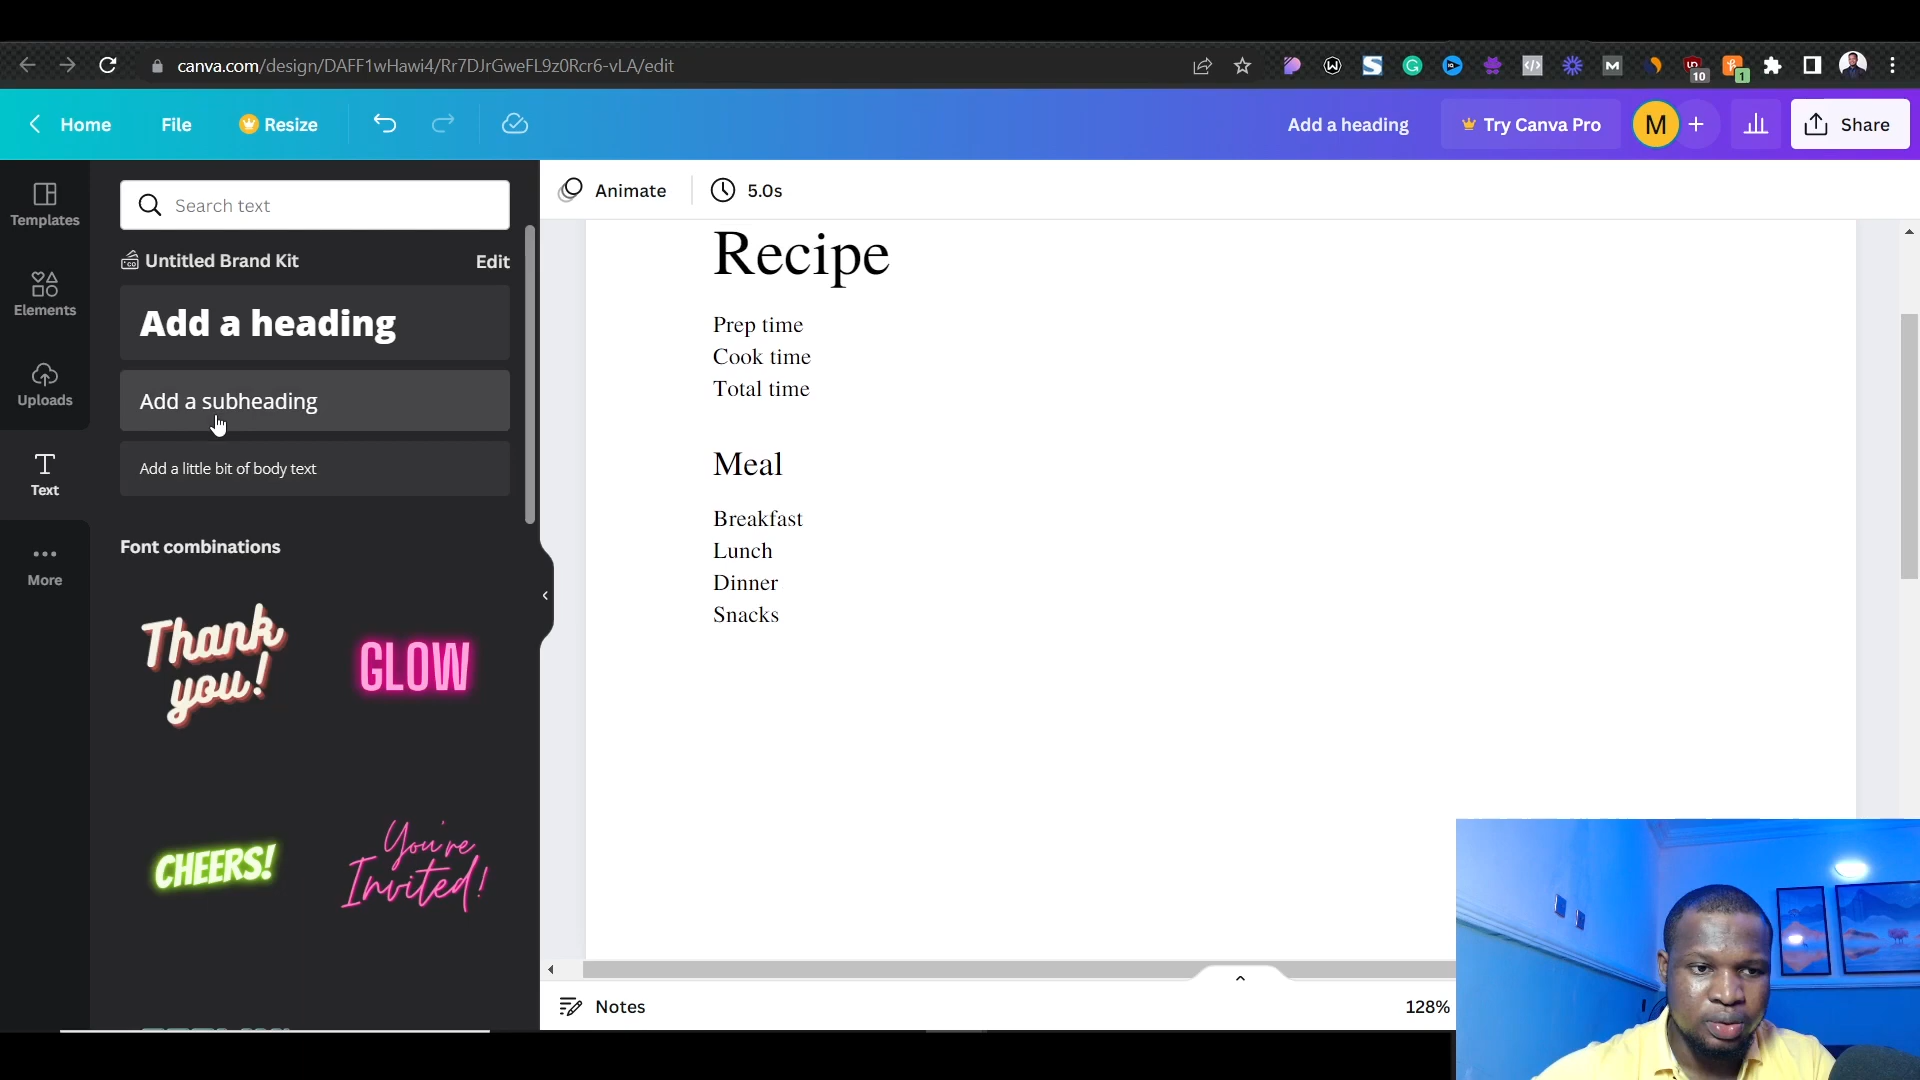 canva.com/design/DAFF1wHawi4/Rr7DJrGweFL9z0Rcr6-vLA/edit
10
1
Home
File
Resize
Add a heading
Try Canva Pro
M
Share
Templates
Elements
Uploads
Text
More
Search text
Untitled Brand Kit
Edit
Add a heading
Add a subheading
Add a little bit of body text
Font combinations
Thank
you!
GLOW
CHEERS!
You're
Invited!
Animate
5.0s
Recipe
Prep time
Cook time
Total time
Meal
Breakfast
Lunch
Dinner
Snacks
Notes
128%